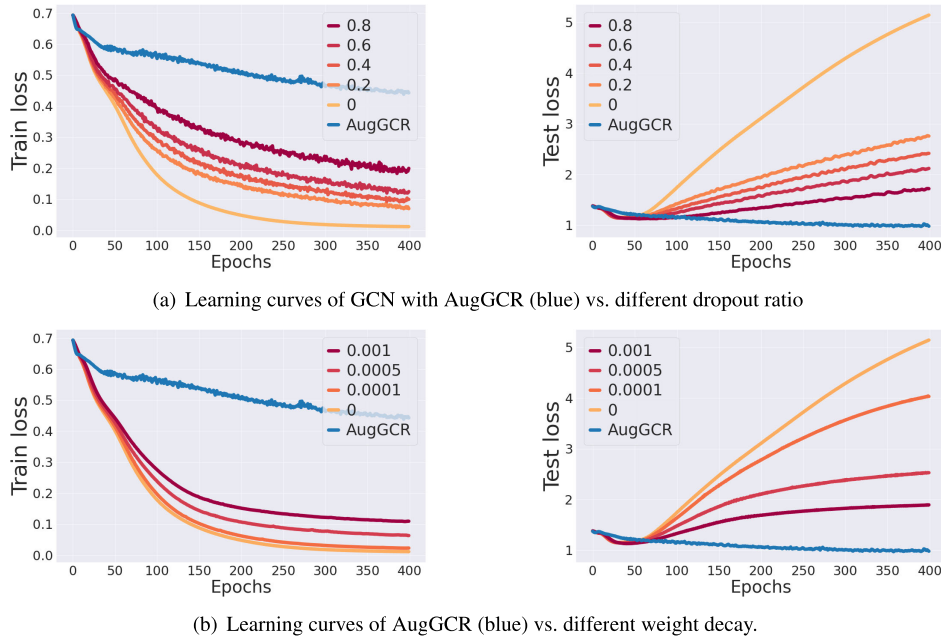 0.7
0.6
0.5
0.4
0.3
0.2
0.1
0.0
Train loss
0.8
0.6
0.4
0.2
0
AugGCR
0 50 100 150 200 250 300 350 400
Epochs
5
4
3
2
1
Test loss
0.8
0.6
0.4
0.2
0
AugGCR
0 50 100 150 200 250 300 350 400
Epochs
(a) Learning curves of GCN with AugGCR (blue) vs. different dropout ratio
0.7
0.6
0.5
0.4
0.3
0.2
0.1
0.0
Train loss
0.001
0.0005
0.0001
0
AugGCR
0 50 100 150 200 250 300 350 400
Epochs
5
4
3
2
1
Test loss
0.001
0.0005
0.0001
0
AugGCR
0 50 100 150 200 250 300 350 400
Epochs
(b) Learning curves of AugGCR (blue) vs. different weight decay.